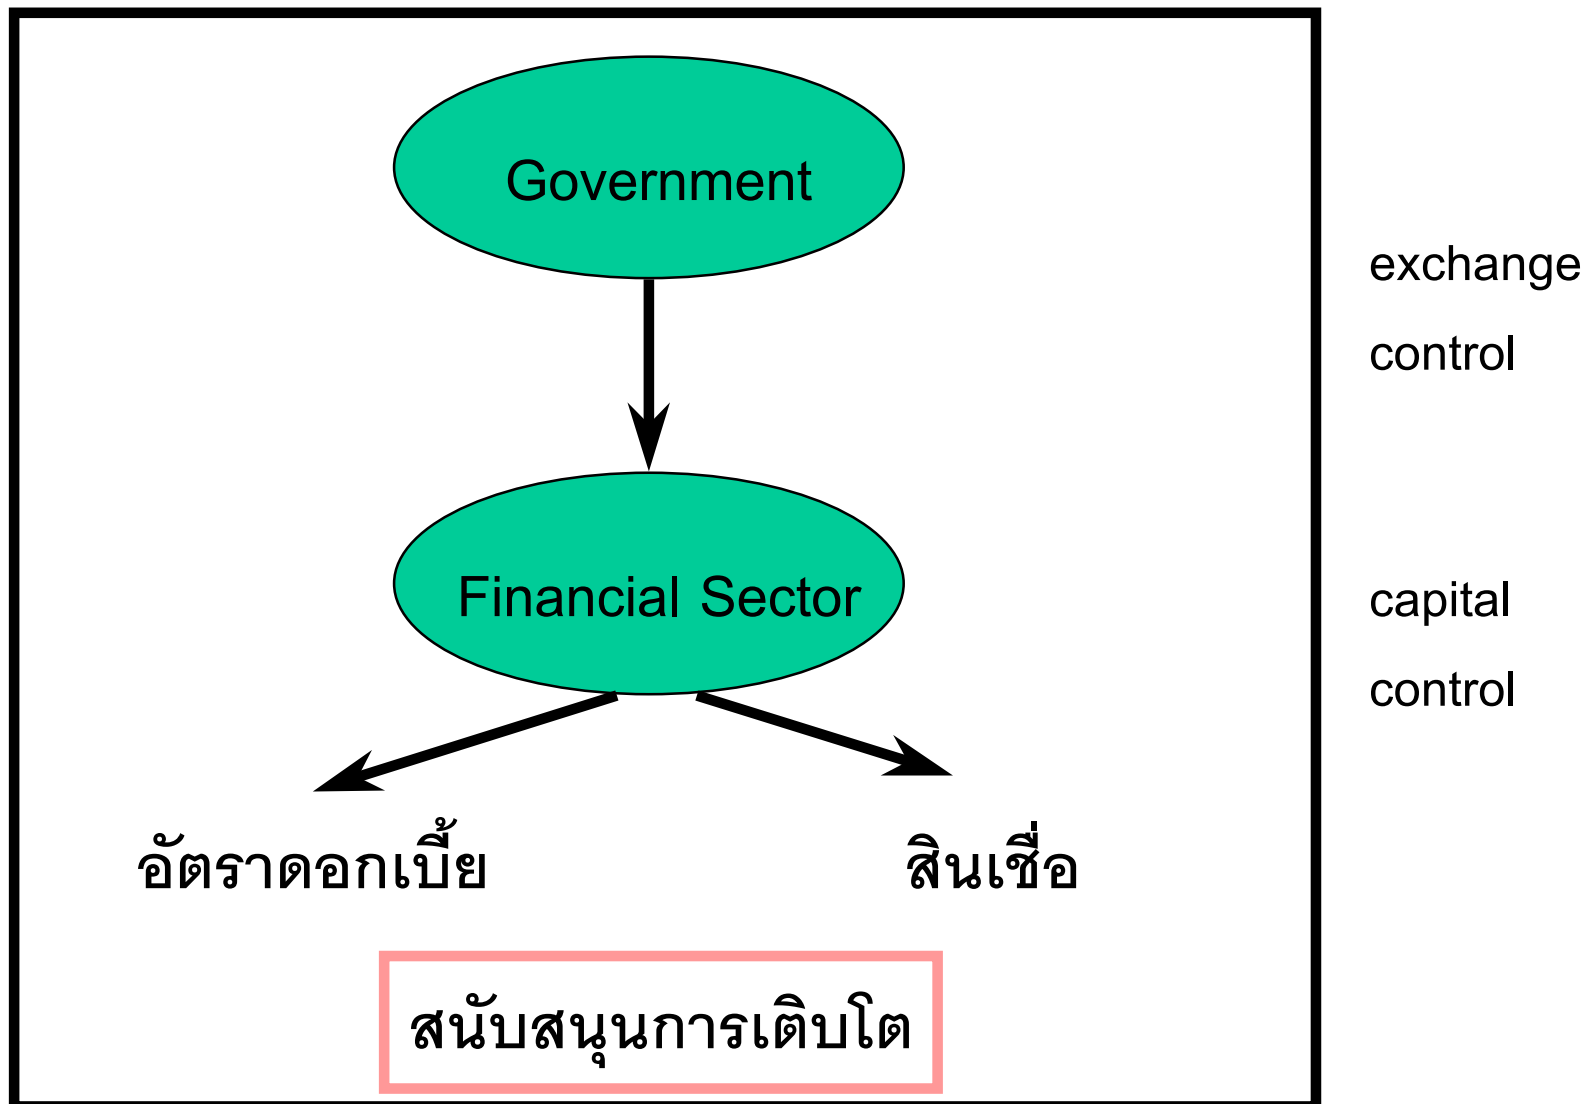 Government
exchange
control
Financial Sector
capital
control
อัตราดอกเบี้ย
สินเชื่อ
สนับสนุนการเติบโต